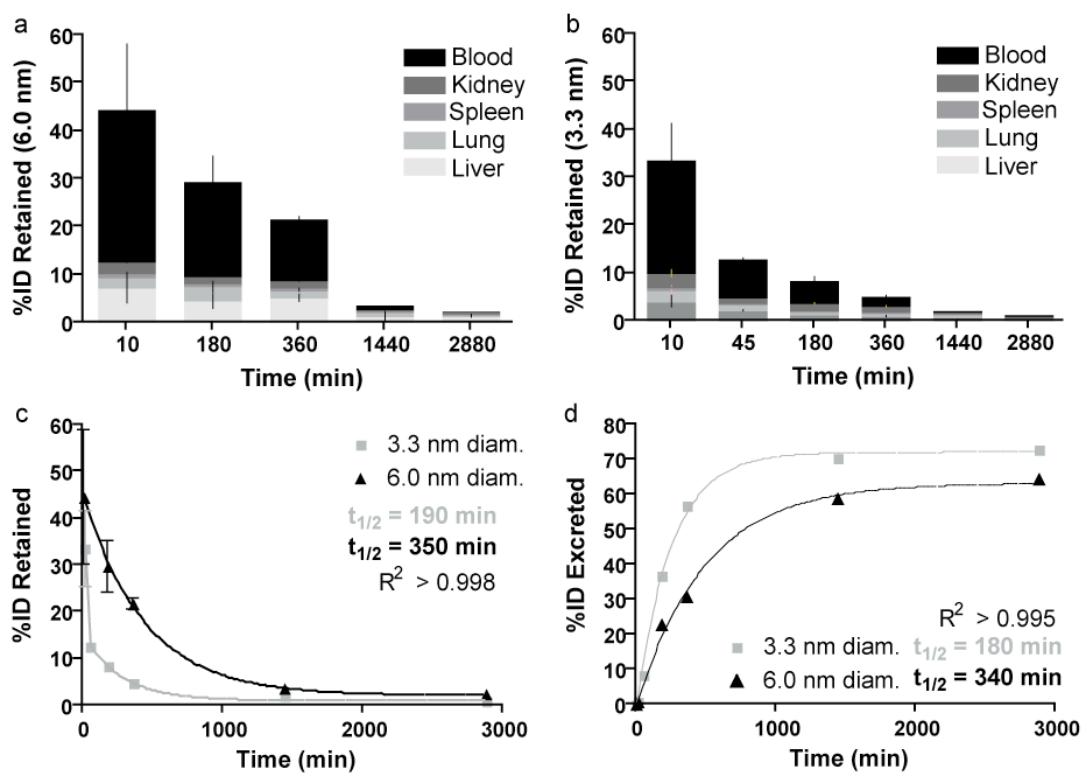 a
%ID Retained (6.0 nm)
60
50
40
30
20
10
0
Blood
Kidney
Spleen
Lung
Liver
10 180 360 1440 2880
Time (min)
b
%ID Retained (3.3 nm)
60
50
40
30
20
10
0
Blood
Kidney
Spleen
Lung
Liver
10 45 180 360 1440 2880
Time (min)
c
%ID Retained
60
50
40
30
20
10
0
3.3 nm diam.
6.0 nm diam.
t1/2 = 190 min
t1/2 = 350 min
R2 > 0.998
0 1000 2000 3000
Time (min)
d
%ID Excreted
80
70
60
50
40
30
20
10
0
R2 > 0.995
3.3 nm diam. t1/2 = 180 min
6.0 nm diam. t1/2 = 340 min
0 1000 2000 3000
Time (min)